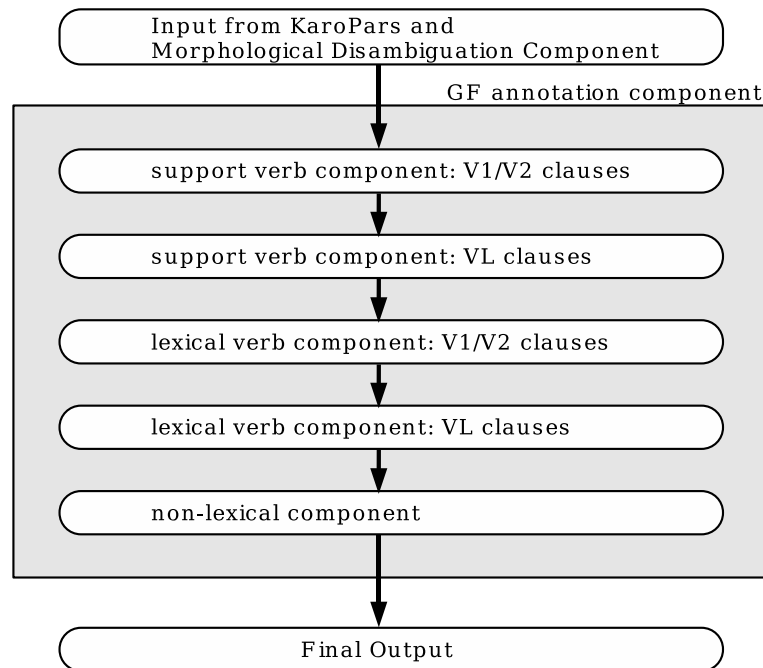 Input from KaroPars and
Morphological Disambiguation Component
GF annotation component
support verb component: V1/V2 clauses
support verb component: VL clauses
lexical verb component: V1/V2 clauses
lexical verb component: VL clauses
non-lexical component
Final Output